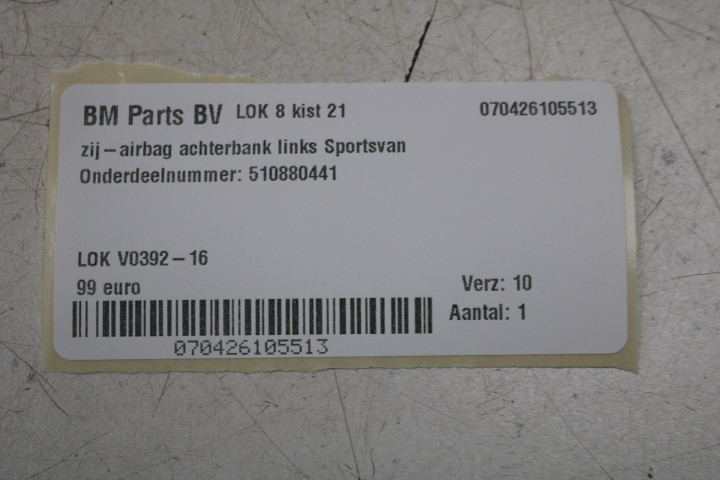 BM Parts BV LOK 8 kist 21 070426105513
zij-airbag achterbank links Sportsvan
Onderdeelnummer: 510880441
LOK V0392-16
99 euro Verz: 10
Aantal: 1
070426105513